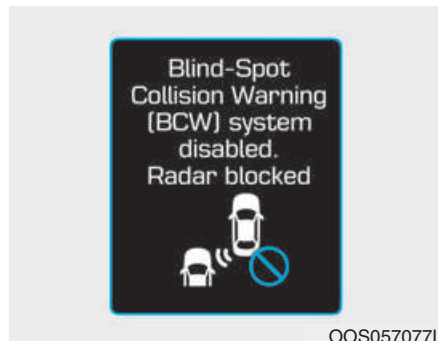 Blind-Spot
Collision Warning
(BCW) system
disabled.
Radar blocked
OOS057077L